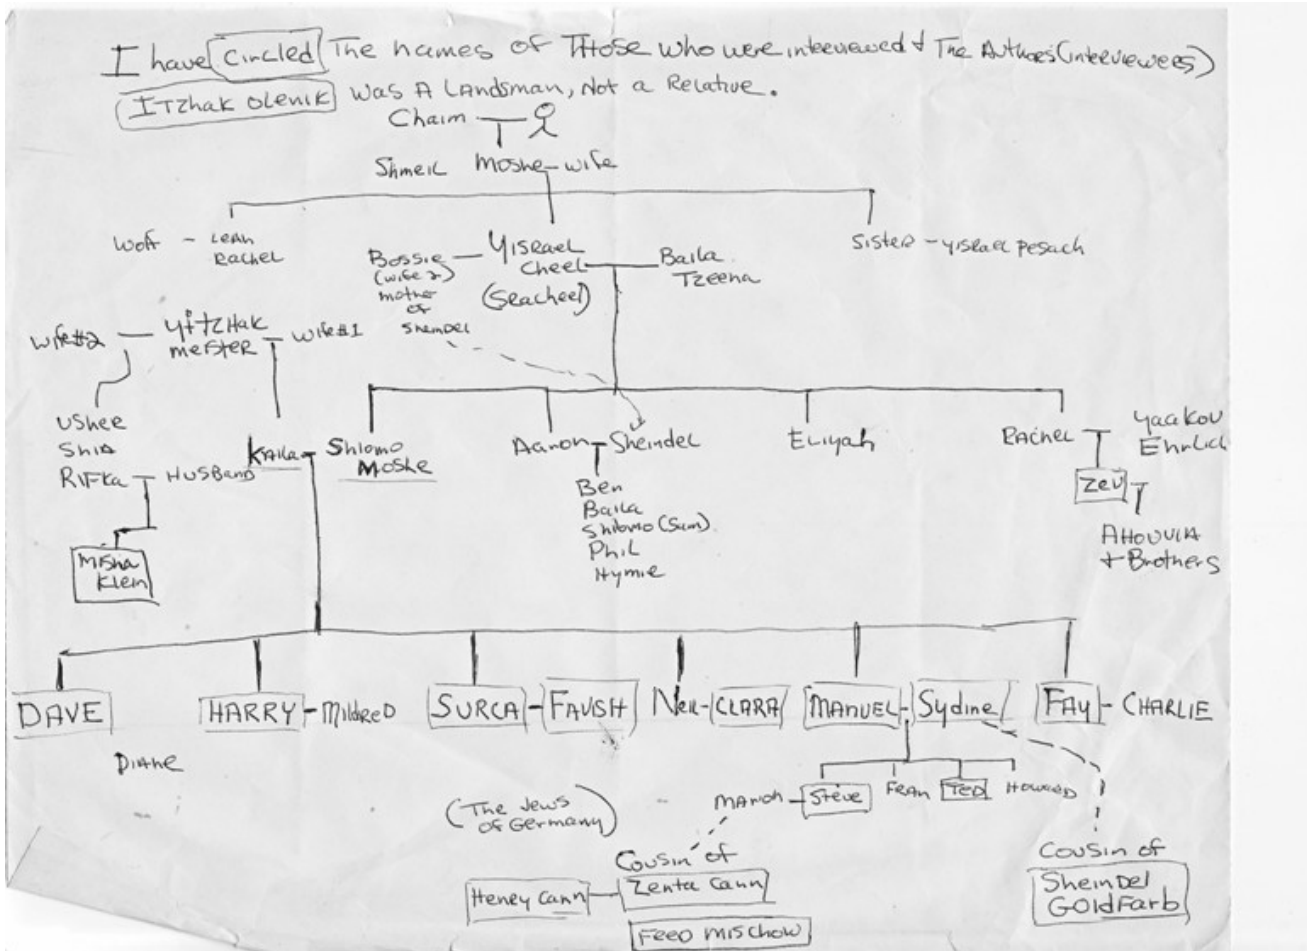 I have Circled The names of Those who were interviewed + The Authors (interviewees)
ITZhak OLENIK was A LAndsman, Not a Relative.
Chaim
Shmeil Moshe - wife
Wolf - Leah
Rachel
Bossie
(wife 2)
mother
of
Sheindel
Yisrael
Cheel
(Seacheel)
Baila
Tzeena
Sister - Yisrael Pesach
Wife #2 - YiTZHak
meister - Wife #1
Usher
Shia
Rifka - HUSBAND
Misha
Klein
Kaila - Shlomo
Moshe
Aaron - Sheindel
Ben
Baila
Shlomo (Sam)
Phil
Hymie
Eliyah
Rachel
Yaakov
Ehrlich
Zev
+ Brothers
DAVE
HARRY - MildreD
SURCA - FAVISH
Neil - CLARA
MANUEL - Sydine
FAy - CHARLIE
Diane
Steve Fran TED Howard
(The Jews
of Germany)
Cousin of
Heney Cann - Zenta Cann
FRED MISCHOW
Cousin of
SheinDel
GOldFarb